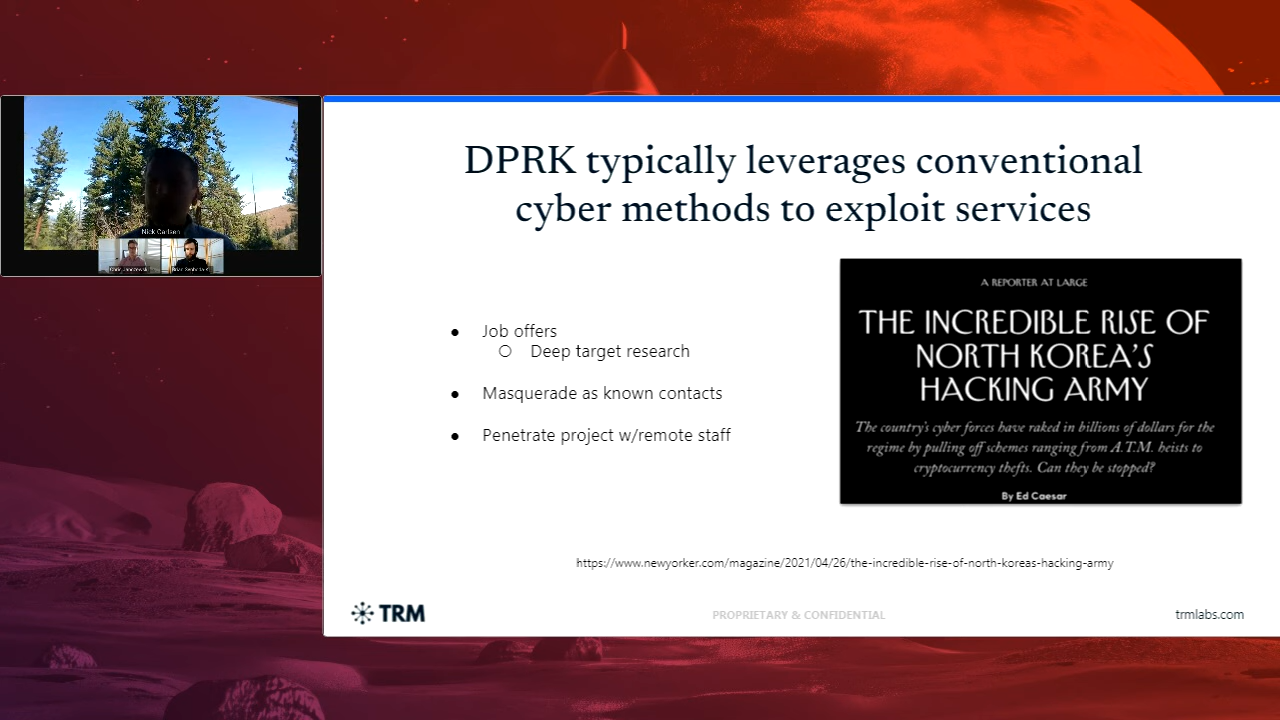 Nick Carlsen
Chris Janczewski
DPRK typically leverages conventional
cyber methods to exploit services
● Job offers
○ Deep target research
● Masquerade as known contacts
● Penetrate project w/remote staff
A REPORTER AT LARGE
THE INCREDIBLE RISE OF
NORTH KOREA'S
HACKING ARMY
The country's cyber forces have raked in billions of dollars for the
regime by pulling off schemes ranging from A.T.M. heists to
cryptocurrency thefts. Can they be stopped?
By Ed Caesar
https://www.newyorker.com/magazine/2021/04/26/the-incredible-rise-of-north-koreas-hacking-army
TRM
PROPRIETARY & CONFIDENTIAL
trmlabs.com